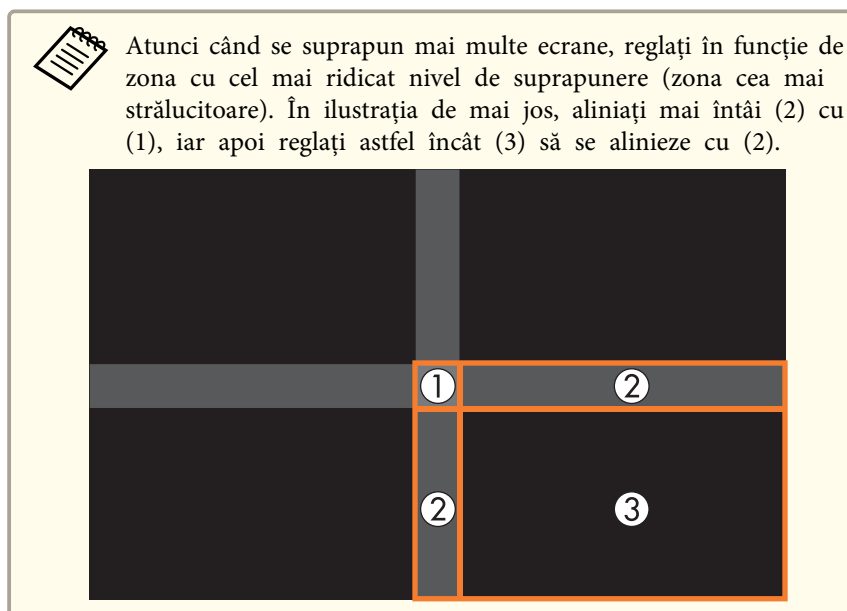 Atunci când se suprapun mai multe ecrane, reglați în funcție de
zona cu cel mai ridicat nivel de suprapunere (zona cea mai
strălucitoare). În ilustrația de mai jos, aliniați mai întâi (2) cu
(1), iar apoi reglați astfel încât (3) să se alinieze cu (2).
① ②
② ③